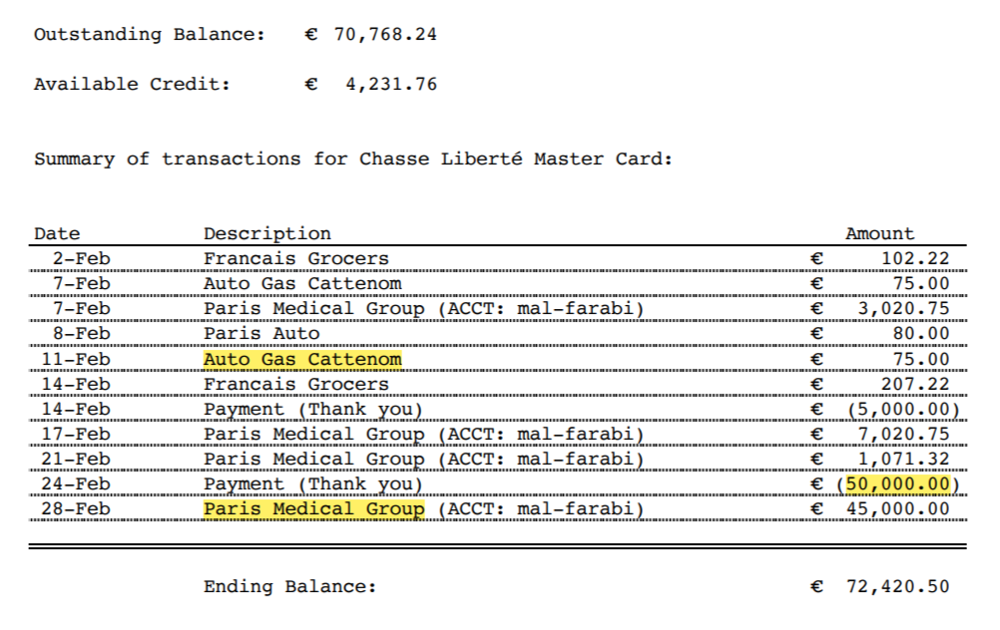 Outstanding Balance: € 70,768.24
Available Credit: € 4,231.76
Summary of transactions for Chasse Liberté Master Card:
Date Description Amount
2-Feb Francais Grocers € 102.22
7-Feb Auto Gas Cattenom € 75.00
7-Feb Paris Medical Group (ACCT: mal-farabi) € 3,020.75
8-Feb Paris Auto € 80.00
11-Feb Auto Gas Cattenom € 75.00
14-Feb Francais Grocers € 207.22
14-Feb Payment (Thank you) € (5,000.00)
17-Feb Paris Medical Group (ACCT: mal-farabi) € 7,020.75
21-Feb Paris Medical Group (ACCT: mal-farabi) € 1,071.32
24-Feb Payment (Thank you) € (50,000.00)
28-Feb Paris Medical Group (ACCT: mal-farabi) € 45,000.00
Ending Balance: € 72,420.50